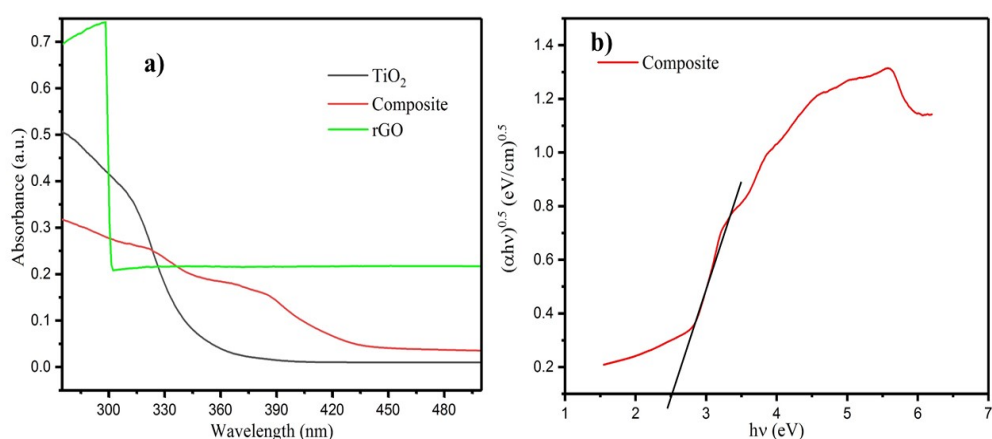 a)
TiO₂
Composite
rGO
0.7
0.6
0.5
0.4
0.3
0.2
0.1
0.0
Absorbance (a.u.)
300 330 360 390 420 450 480
Wavelength (nm)
b)
Composite
1.4
1.2
1.0
0.8
0.6
0.4
0.2
(αhν)^0.5 (eV/cm)^0.5
1 2 3 4 5 6 7
hν (eV)